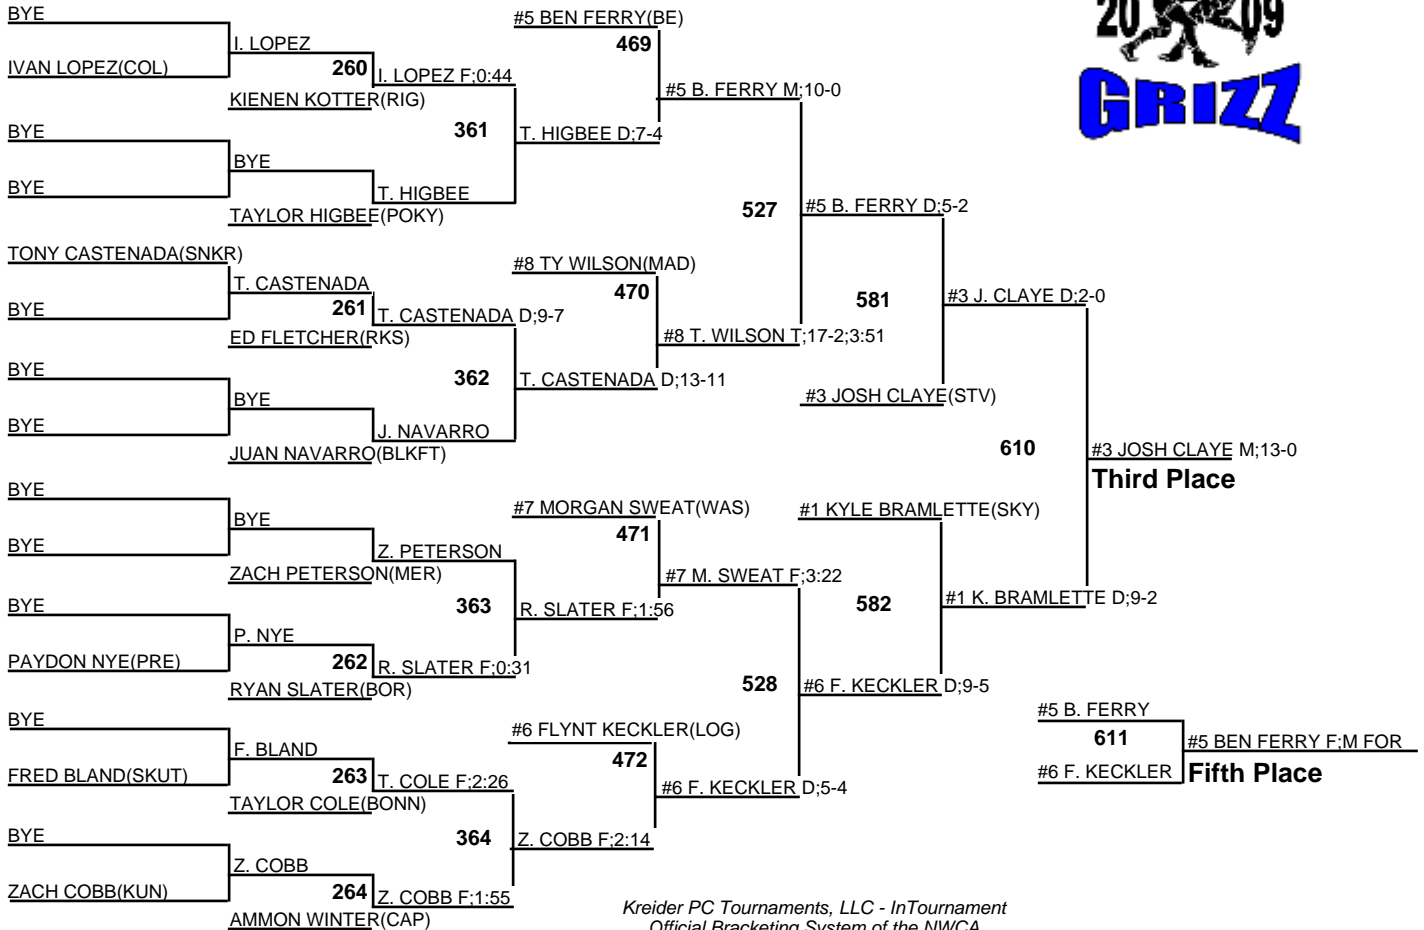 BYE
I. LOPEZ
IVAN LOPEZ(COL)
260
I. LOPEZ F;0:44
KIENEN KOTTER(RIG)
361
BYE
BYE
BYE
T. HIGBEE
TAYLOR HIGBEE(POKY)
T. HIGBEE D;7-4
#5 BEN FERRY(BE)
469
#5 B. FERRY M;10-0
TONY CASTENADA(SNKR)
T. CASTENADA
BYE
261
T. CASTENADA D;9-7
ED FLETCHER(RKS)
362
BYE
BYE
BYE
J. NAVARRO
JUAN NAVARRO(BLKFT)
T. CASTENADA D;13-11
#8 TY WILSON(MAD)
470
#8 T. WILSON T;17-2;3:51
527
#5 B. FERRY D;5-2
581
#3 JOSH CLAYE(STV)
#3 J. CLAYE D;2-0
BYE
BYE
BYE
Z. PETERSON
ZACH PETERSON(MER)
363
BYE
P. NYE
PAYDON NYE(PRE)
262
R. SLATER F;0:31
RYAN SLATER(BOR)
R. SLATER F;1:56
#7 MORGAN SWEAT(WAS)
471
#7 M. SWEAT F;3:22
BYE
F. BLAND
FRED BLAND(SKUT)
263
T. COLE F;2:26
TAYLOR COLE(BONN)
364
BYE
Z. COBB
ZACH COBB(KUN)
264
Z. COBB F;1:55
AMMON WINTER(CAP)
Z. COBB F;2:14
#6 FLYNT KECKLER(LOG)
472
#6 F. KECKLER D;5-4
528
#6 F. KECKLER D;9-5
#1 KYLE BRAMLETTE(SKY)
582
#1 K. BRAMLETTE D;9-2
610
#3 JOSH CLAYE M;13-0
Third Place
#5 B. FERRY
611
#6 F. KECKLER
#5 BEN FERRY F;M FOR
Fifth Place
20 09
GRIZZ
Kreider PC Tournaments, LLC - InTournament
Official Bracketing System of the NWCA